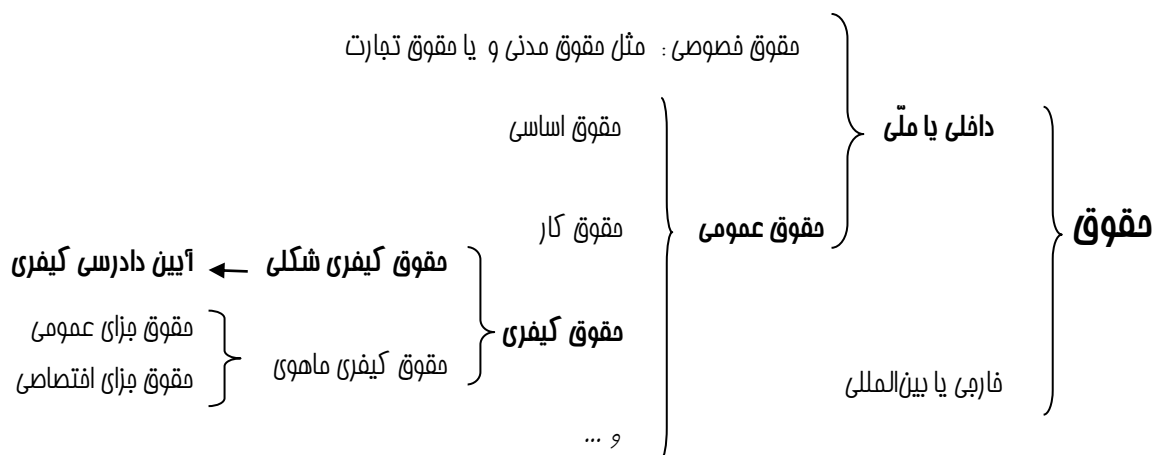 حقوق
داخلی یا ملّی
حقوق خصوصی : مثل حقوق مدنی و یا حقوق تجارت
حقوق عمومی
حقوق اساسی
حقوق کار
حقوق کیفری
حقوق کیفری شکلی
آیین دادرسی کیفری
حقوق کیفری ماهوی
حقوق جزای عمومی
حقوق جزای اختصاصی
و ...
خارجی یا بین‌المللی